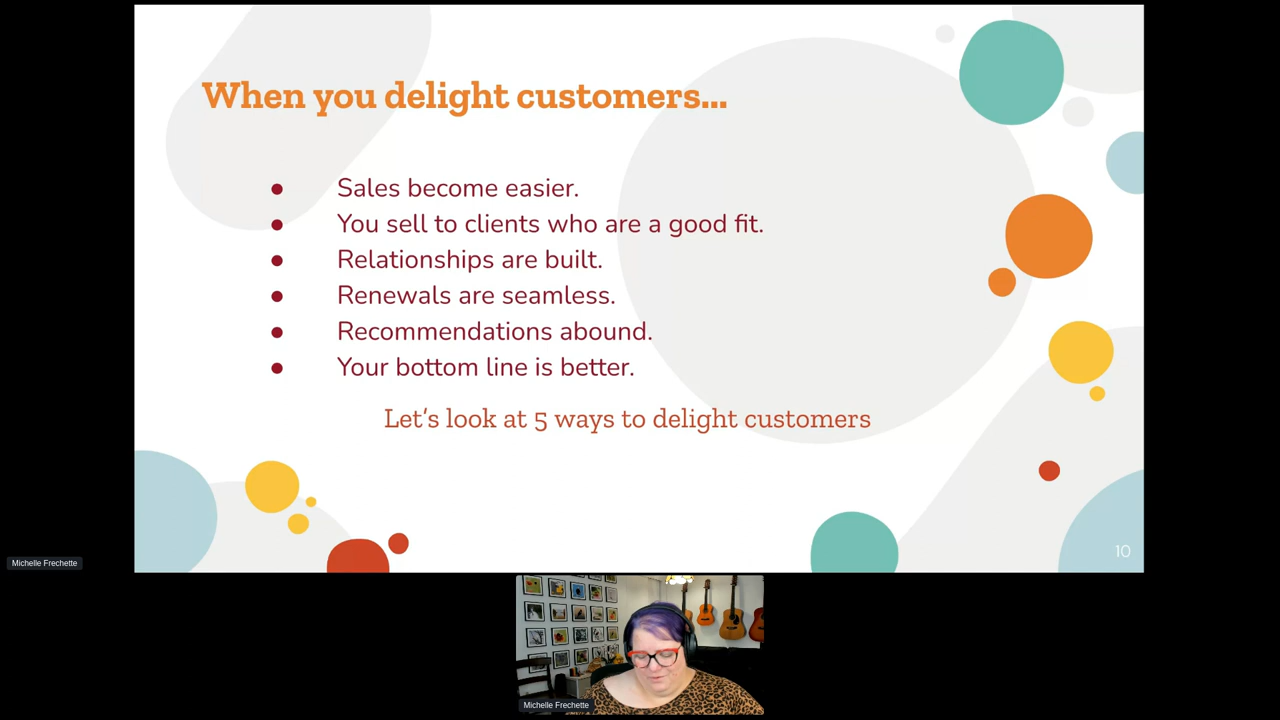 When you delight customers...
● Sales become easier.
● You sell to clients who are a good fit.
● Relationships are built.
● Renewals are seamless.
● Recommendations abound.
● Your bottom line is better.
Let's look at 5 ways to delight customers
10
Michelle Frechette
Michelle Frechette